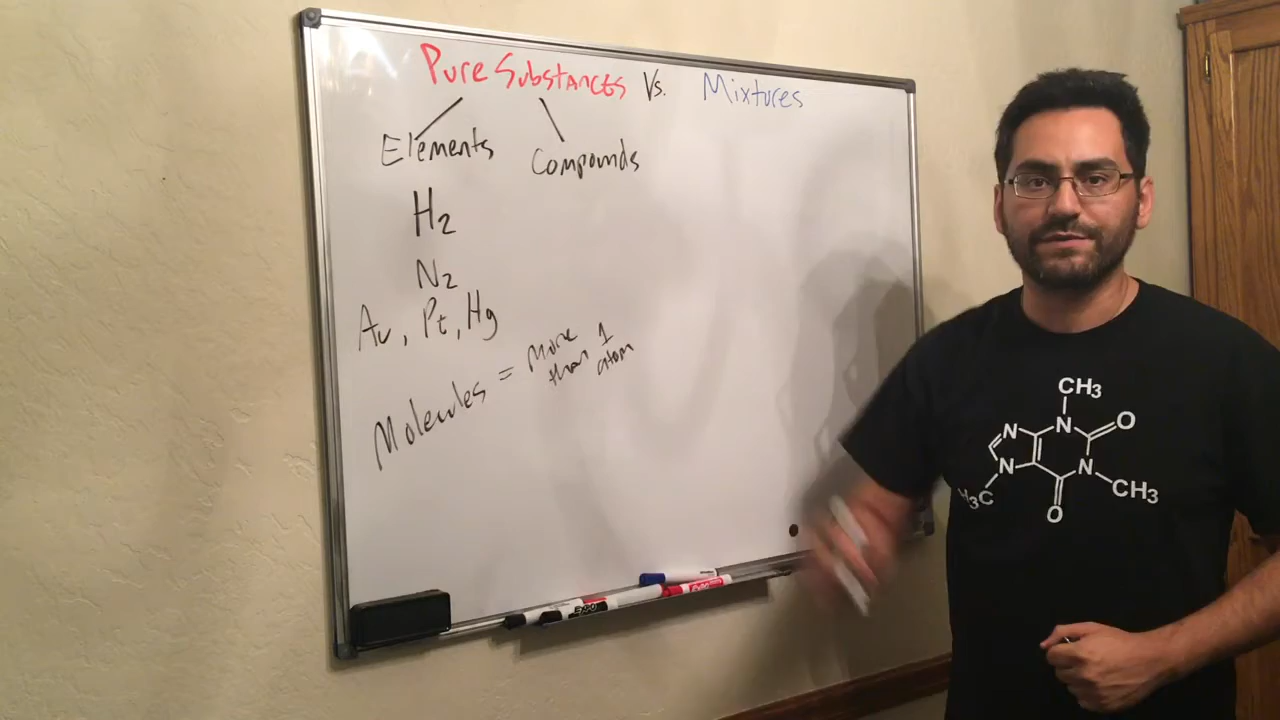 Pure Substances Vs. Mixtures
Elements Compounds
H2
N2
Au, Pt, Hg
Molecules = More than 1 atom
EXPO
EXPO
CH3
N N O
N N
H3C O CH3